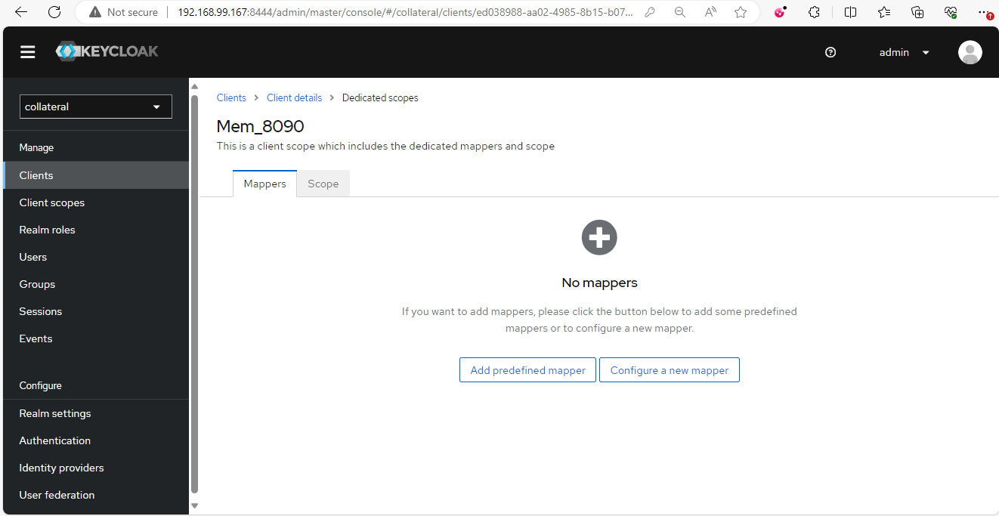 Not secure
192.168.99.167:8444/admin/master/console/#/collateral/clients/ed038988-aa02-4985-8b15-b07...
KEYCLOAK
admin
collateral
Manage
Clients
Client scopes
Realm roles
Users
Groups
Sessions
Events
Configure
Realm settings
Authentication
Identity providers
User federation
Clients > Client details > Dedicated scopes
Mem_8090
This is a client scope which includes the dedicated mappers and scope
Mappers Scope
No mappers
If you want to add mappers, please click the button below to add some predefined
mappers or to configure a new mapper.
Add predefined mapper Configure a new mapper